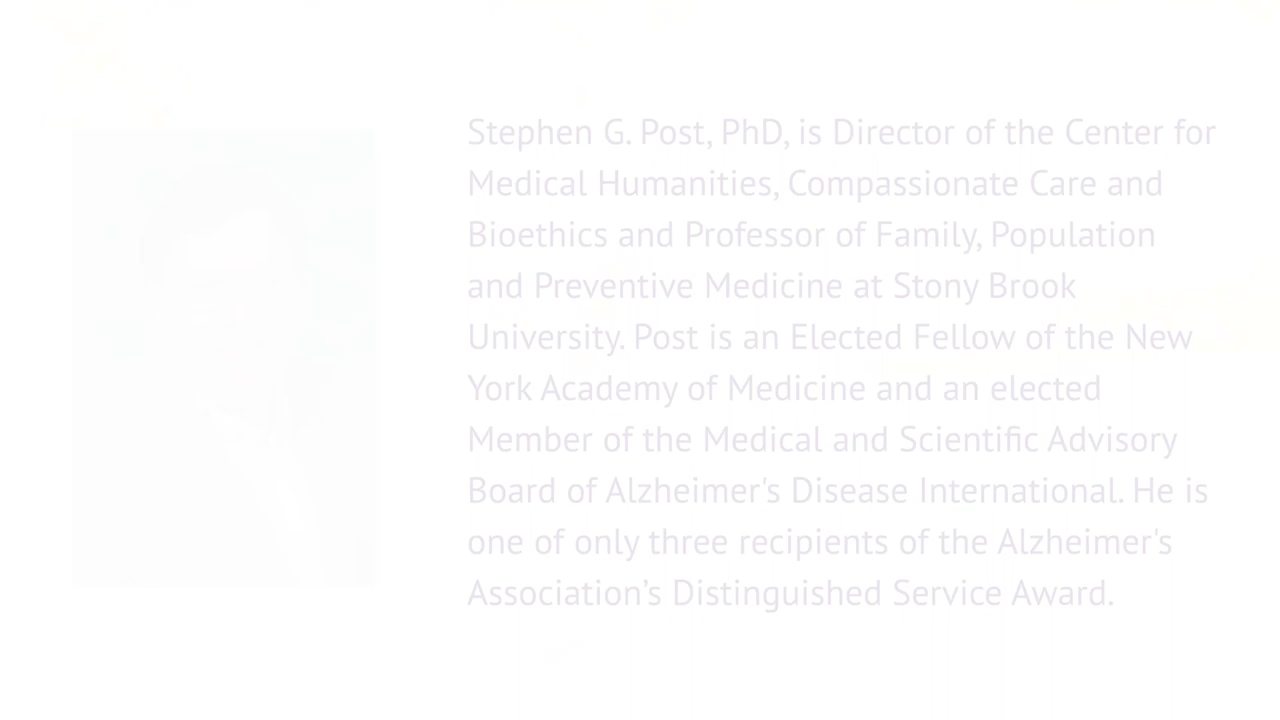 Stephen G. Post, PhD, is Director of the Center for
Medical Humanities, Compassionate Care and
Bioethics and Professor of Family, Population
and Preventive Medicine at Stony Brook
University. Post is an Elected Fellow of the New
York Academy of Medicine and an elected
Member of the Medical and Scientific Advisory
Board of Alzheimer's Disease International. He is
one of only three recipients of the Alzheimer's
Association’s Distinguished Service Award.